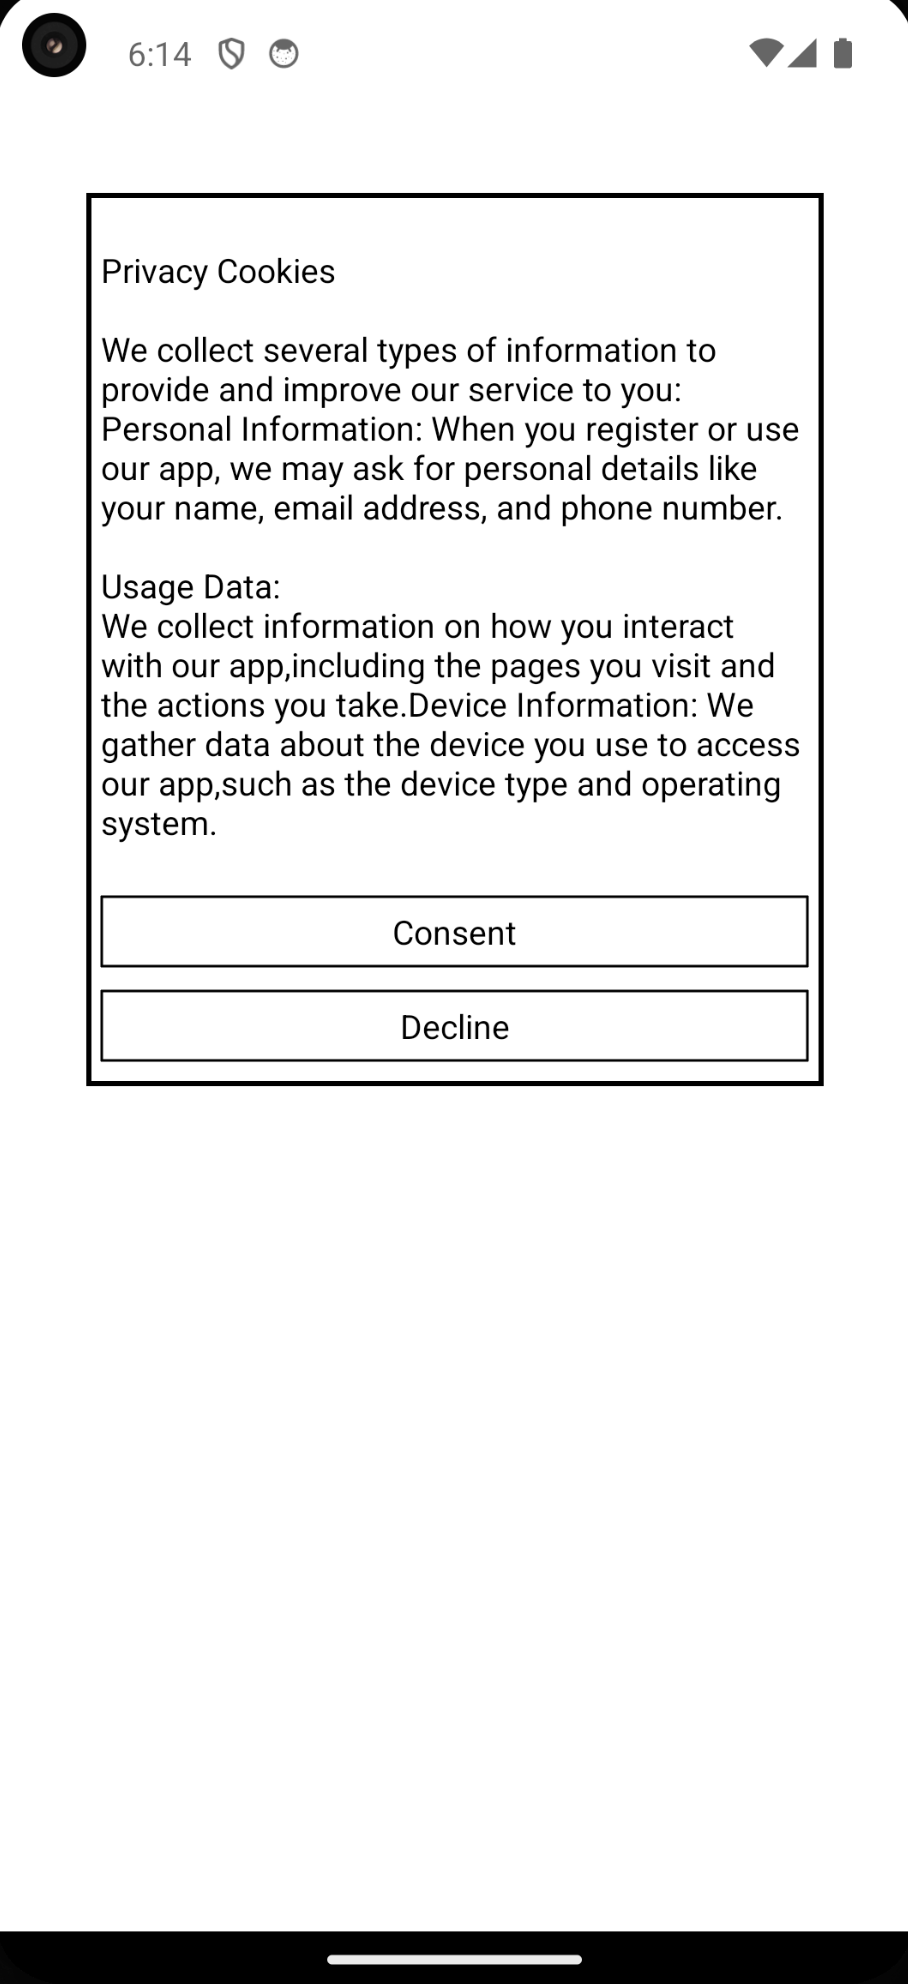 6:14
Privacy Cookies
We collect several types of information to
provide and improve our service to you:
Personal Information: When you register or use
our app, we may ask for personal details like
your name, email address, and phone number.
Usage Data:
We collect information on how you interact
with our app,including the pages you visit and
the actions you take.Device Information: We
gather data about the device you use to access
our app,such as the device type and operating
system.
Consent
Decline